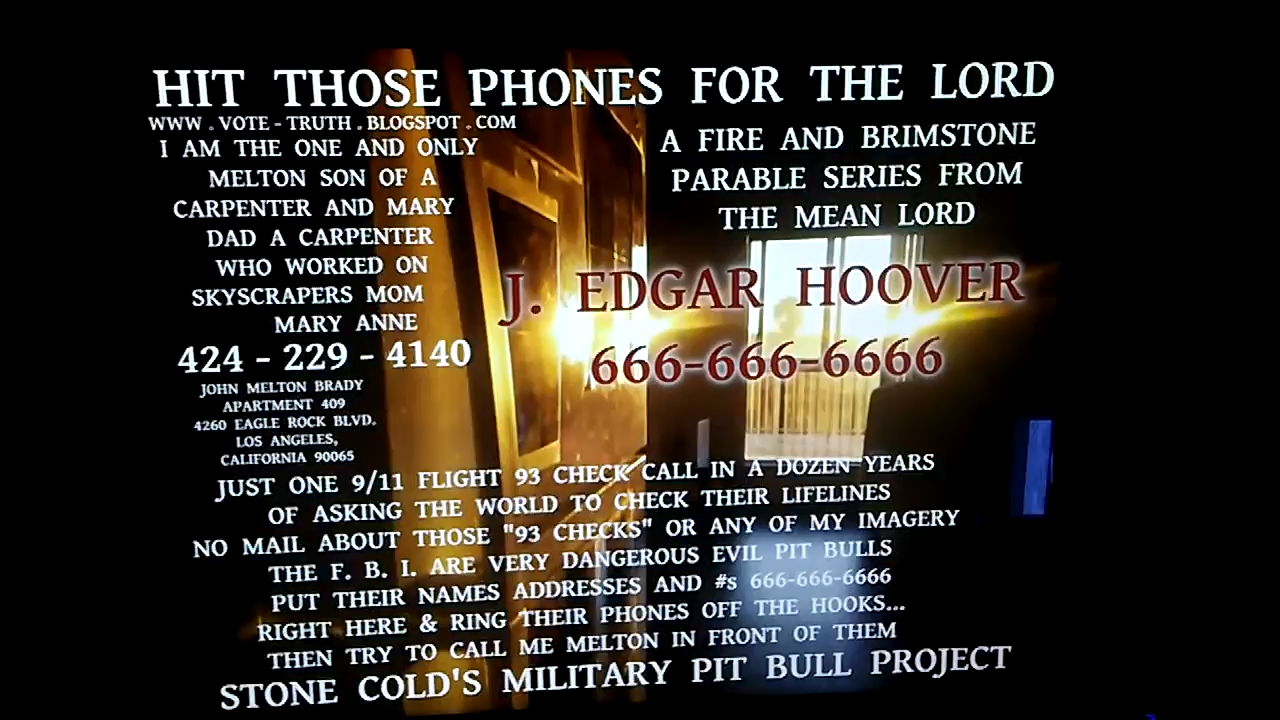 HIT THOSE PHONES FOR THE LORD
WWW . VOTE - TRUTH . BLOGSPOT . COM
I AM THE ONE AND ONLY
MELTON SON OF A
CARPENTER AND MARY
DAD A CARPENTER
WHO WORKED ON
SKYSCRAPERS MOM
MARY ANNE
424 - 229 - 4140
JOHN MELTON BRADY
APARTMENT 409
4260 EAGLE ROCK BLVD.
LOS ANGELES,
CALIFORNIA 90065
A FIRE AND BRIMSTONE
PARABLE SERIES FROM
THE MEAN LORD
J. EDGAR HOOVER
666-666-6666
JUST ONE 9/11 FLIGHT 93 CHECK CALL IN A DOZEN YEARS
OF ASKING THE WORLD TO CHECK THEIR LIFELINES
NO MAIL ABOUT THOSE "93 CHECKS" OR ANY OF MY IMAGERY
THE F. B. I. ARE VERY DANGEROUS EVIL PIT BULLS
PUT THEIR NAMES ADDRESSES AND #s 666-666-6666
RIGHT HERE & RING THEIR PHONES OFF THE HOOKS...
THEN TRY TO CALL ME MELTON IN FRONT OF THEM
STONE COLD'S MILITARY PIT BULL PROJECT